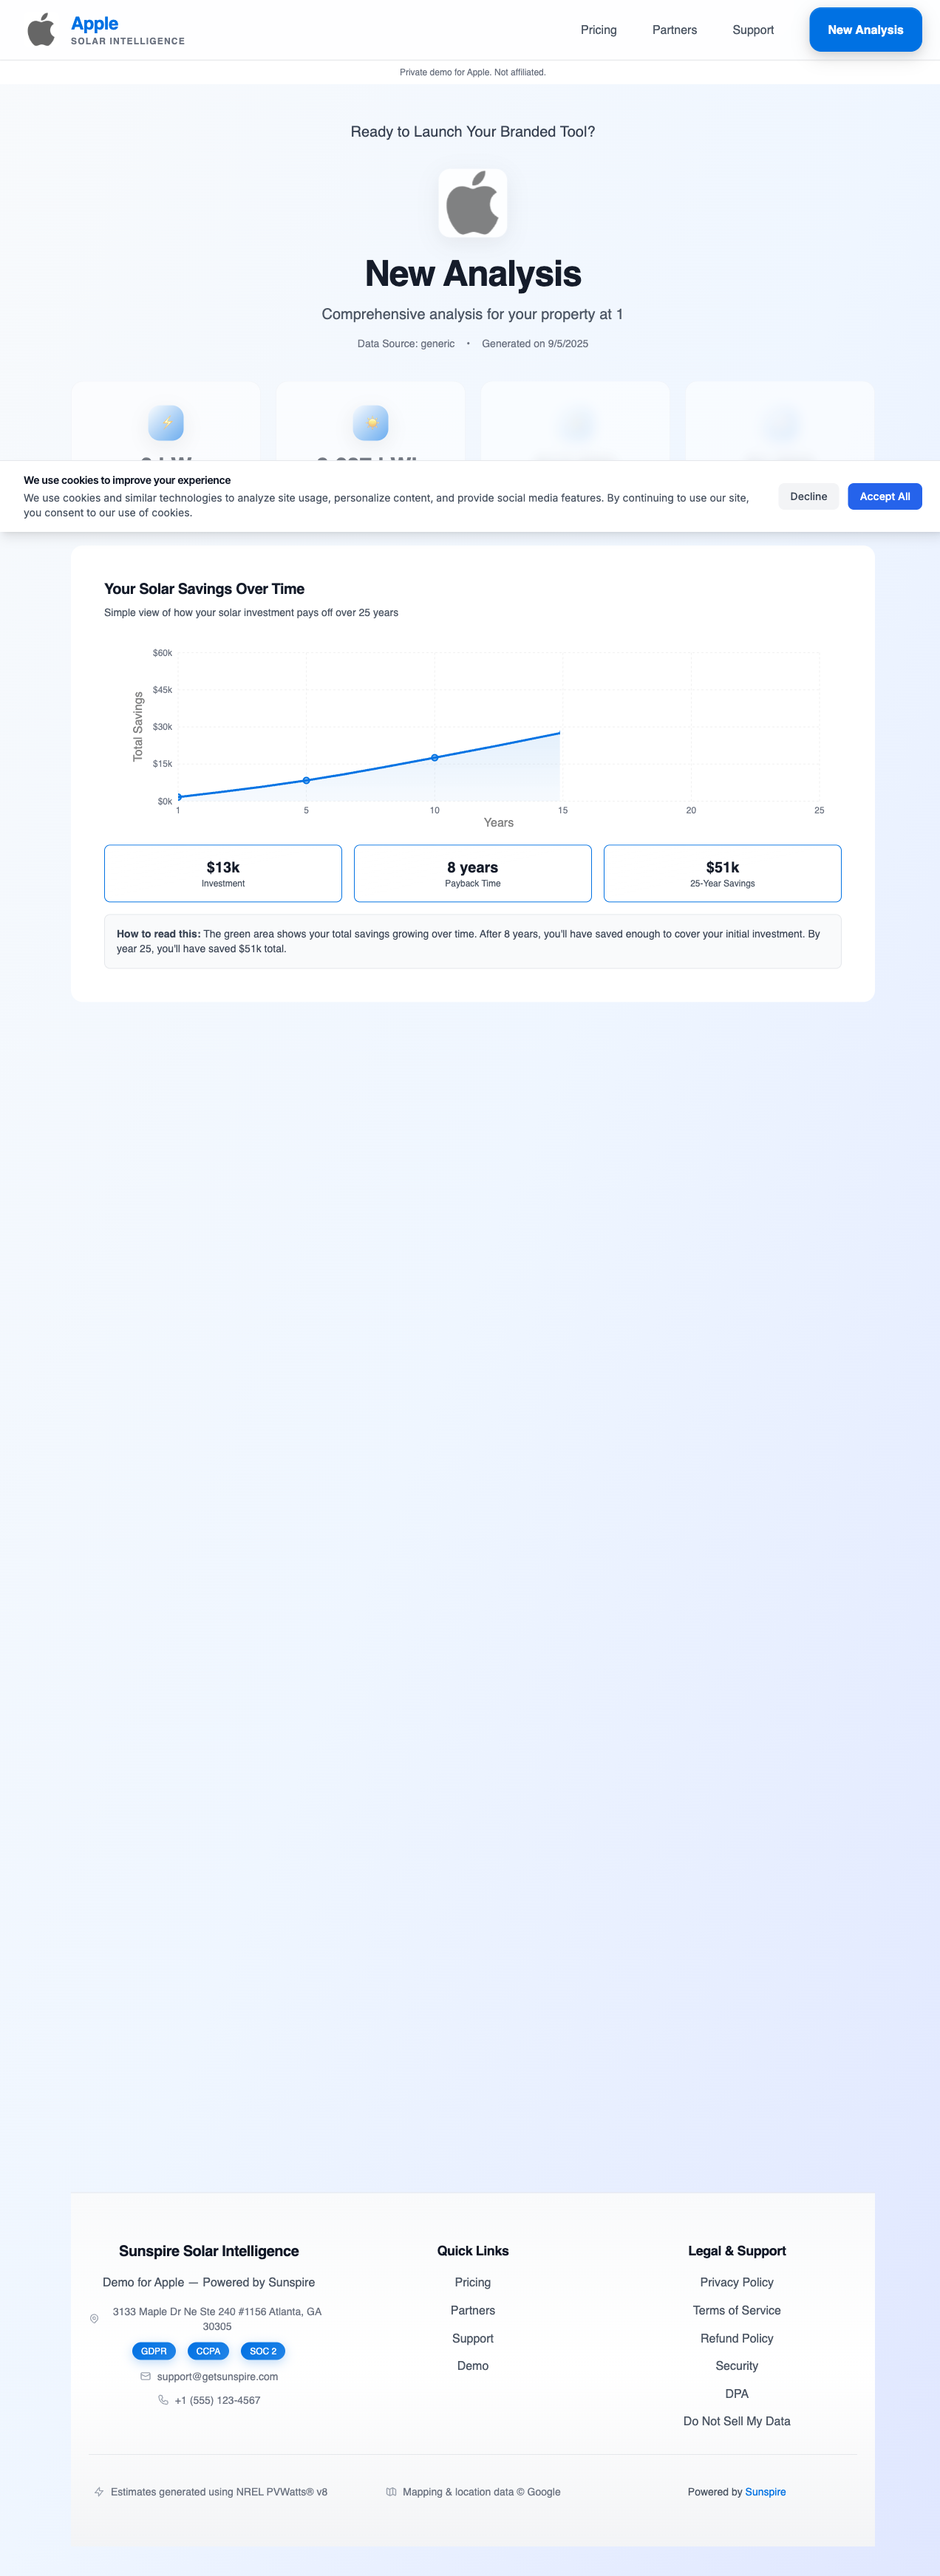 Apple
SOLAR INTELLIGENCE
Pricing
Partners
Support
New Analysis
Private demo for Apple. Not affiliated.
Ready to Launch Your Branded Tool?
New Analysis
Comprehensive analysis for your property at 1
Data Source: generic • Generated on 9/5/2025
We use cookies to improve your experience
We use cookies and similar technologies to analyze site usage, personalize content, and provide social media features. By continuing to use our site,
you consent to our use of cookies.
Decline
Accept All
Your Solar Savings Over Time
Simple view of how your solar investment pays off over 25 years
Total Savings
$60k
$45k
$30k
$15k
$0k
1
5
10
15
20
25
Years
$13k
Investment
8 years
Payback Time
$51k
25-Year Savings
How to read this: The green area shows your total savings growing over time. After 8 years, you'll have saved enough to cover your initial investment. By
year 25, you'll have saved $51k total.
Sunspire Solar Intelligence
Demo for Apple — Powered by Sunspire
3133 Maple Dr Ne Ste 240 #1156 Atlanta, GA
30305
GDPR
CCPA
SOC 2
support@getsunspire.com
+1 (555) 123-4567
Quick Links
Pricing
Partners
Support
Demo
Legal & Support
Privacy Policy
Terms of Service
Refund Policy
Security
DPA
Do Not Sell My Data
Estimates generated using NREL PVWatts® v8
Mapping & location data © Google
Powered by Sunspire